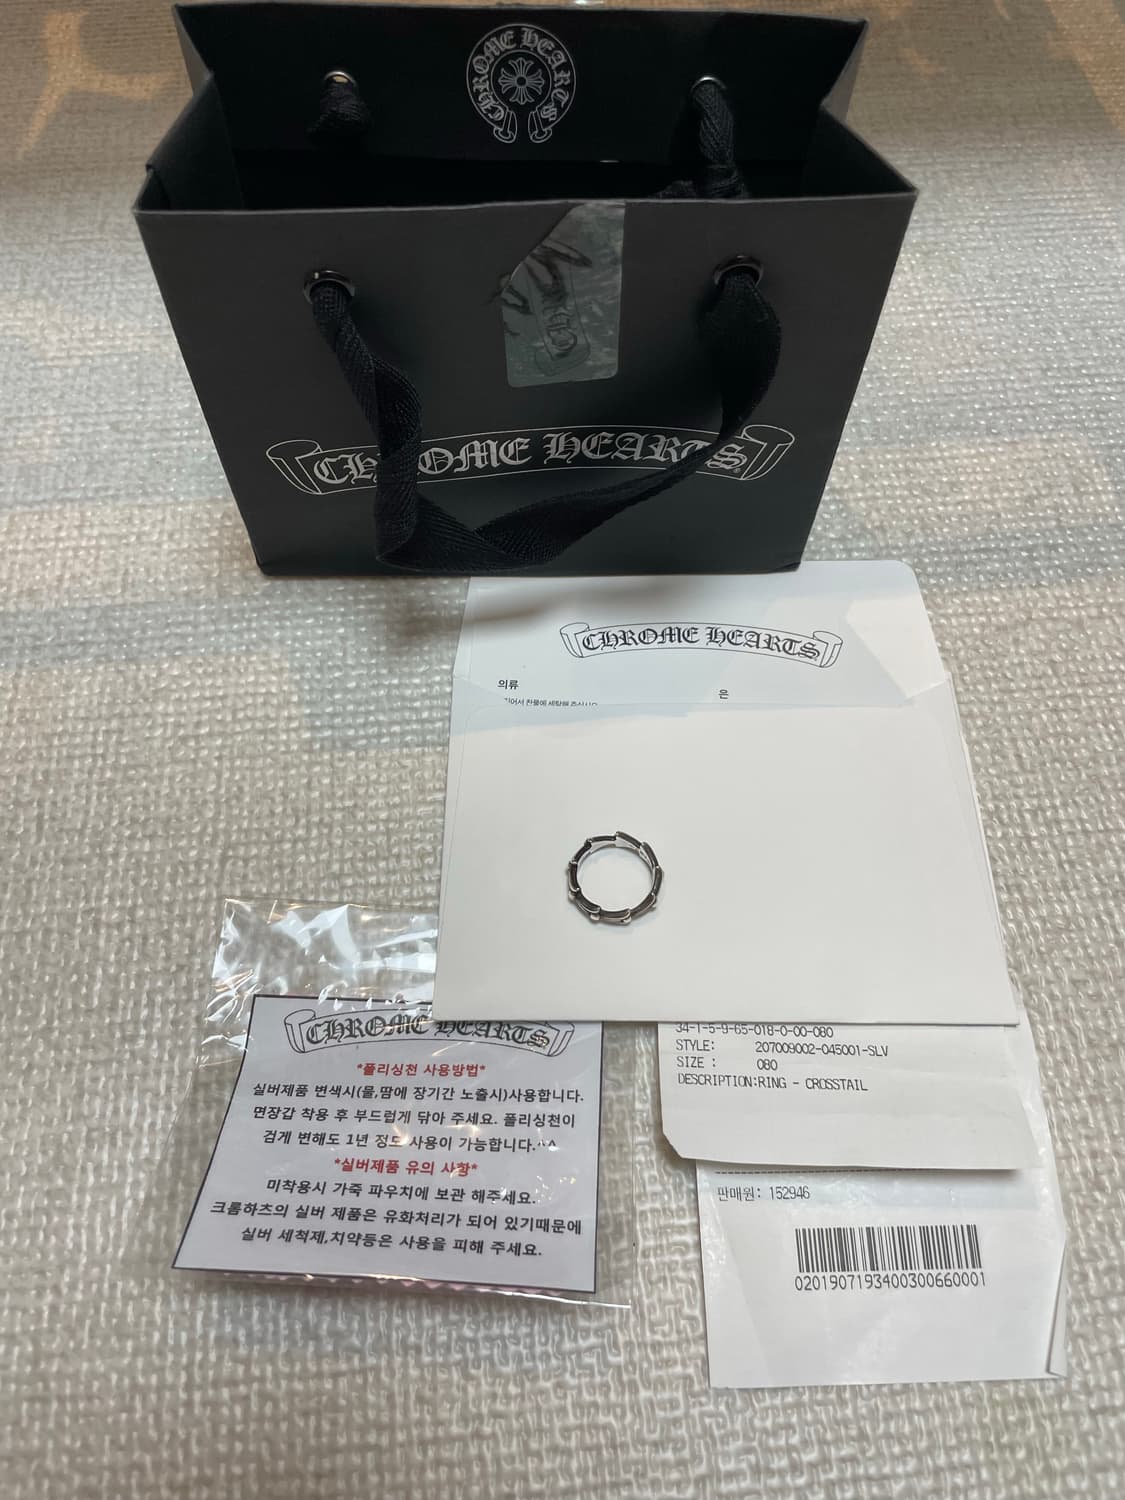 CHROME HEARTS
CHROME HEARTS
CHROME HEARTS
의류
은
CHROME HEARTS
*폴리싱천 사용방법*
실버제품 변색시(물,땀에 장기간 노출시)사용합니다.
면장갑 착용 후 부드럽게 닦아 주세요. 폴리싱천이
검게 변해도 1년 정도 사용이 가능합니다.^^
*실버제품 유의 사항*
미착용시 가죽 파우치에 보관 해주세요.
크롬하츠의 실버 제품은 유화처리가 되어 있기때문에
실버 세척제,치약등은 사용을 피해 주세요.
34-1-5-9-65-018-0-00-080
STYLE: 207009002-045001-SLV
SIZE : 080
DESCRIPTION:RING - CROSSTAIL
판매원: 152946
0201907193400300660001